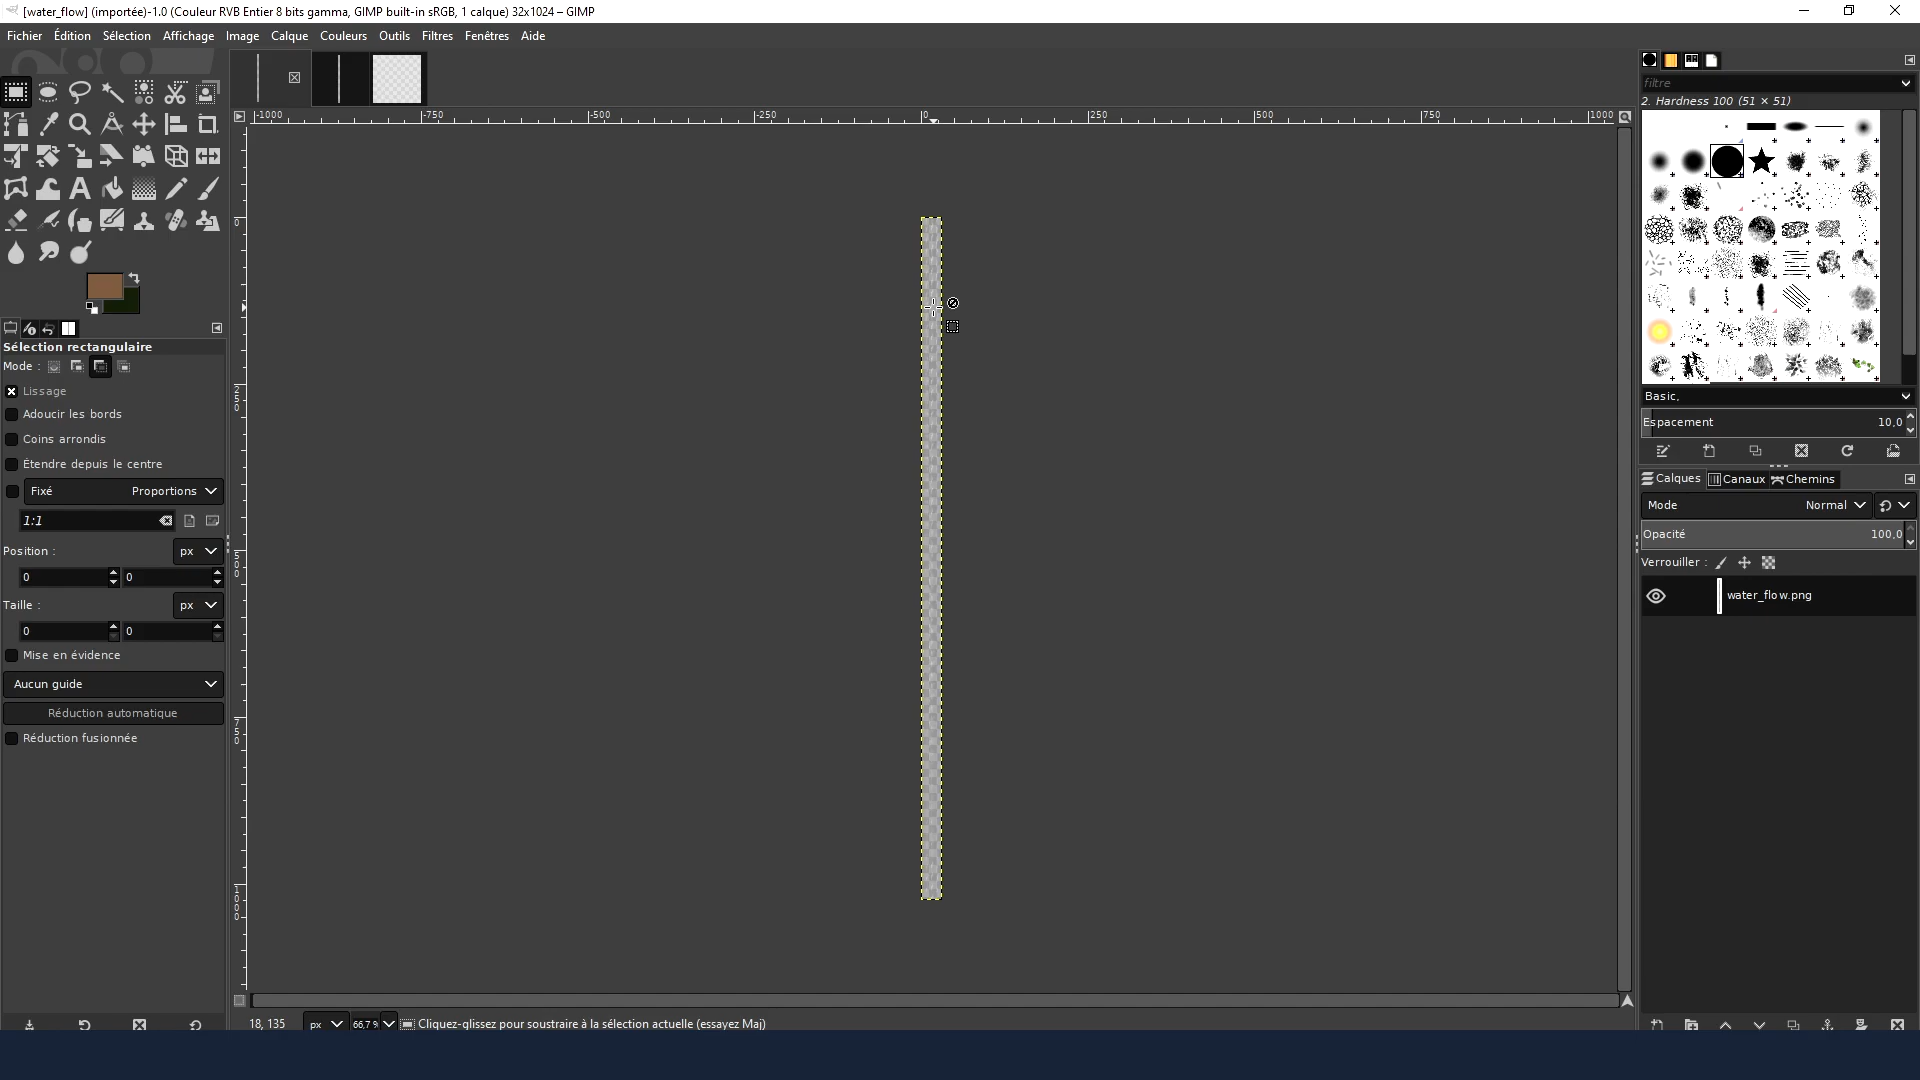 [water_flow] (importée)-1.0 (Couleur RVB Entier 8 bits gamma, GIMP built-in sRGB, 1 calque) 32x1024 – GIMP
Fichier Édition Sélection Affichage Image Calque Couleurs Outils Filtres Fenêtres Aide
filtre
2. Hardness 100 (51 × 51)
-1000 -750 -500 -250 0 250 500 1000
0
250
500
750
1000
Sélection rectangulaire
Mode :
Lissage
Adoucir les bords
Coins arrondis
Étendre depuis le centre
Fixé Proportions
1:1
Position : px
0 0
Taille : px
0 0
Mise en évidence
Aucun guide
Réduction automatique
Réduction fusionnée
Basic,
Espacement 10,0
Calques Canaux Chemins
Mode Normal
Opacité 100,0
Verrouiller :
water_flow.png
18, 135 px 66,7 % Cliquez-glissez pour soustraire à la sélection actuelle (essayez Maj)